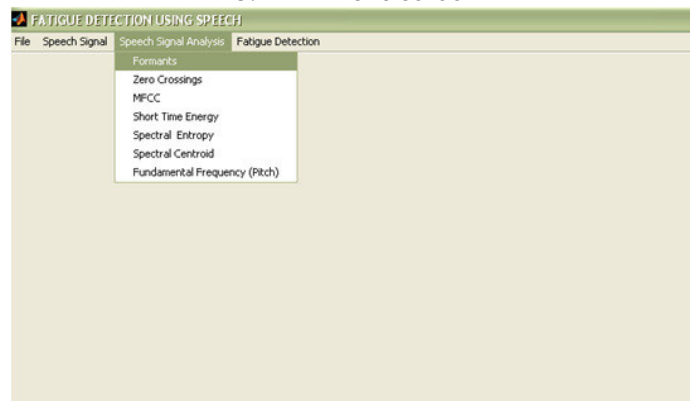 FATIGUE DETECTION USING SPEECH
File Speech Signal Speech Signal Analysis Fatigue Detection
Formants
Zero Crossings
MFCC
Short Time Energy
Spectral Entropy
Spectral Centroid
Fundamental Frequency (Pitch)